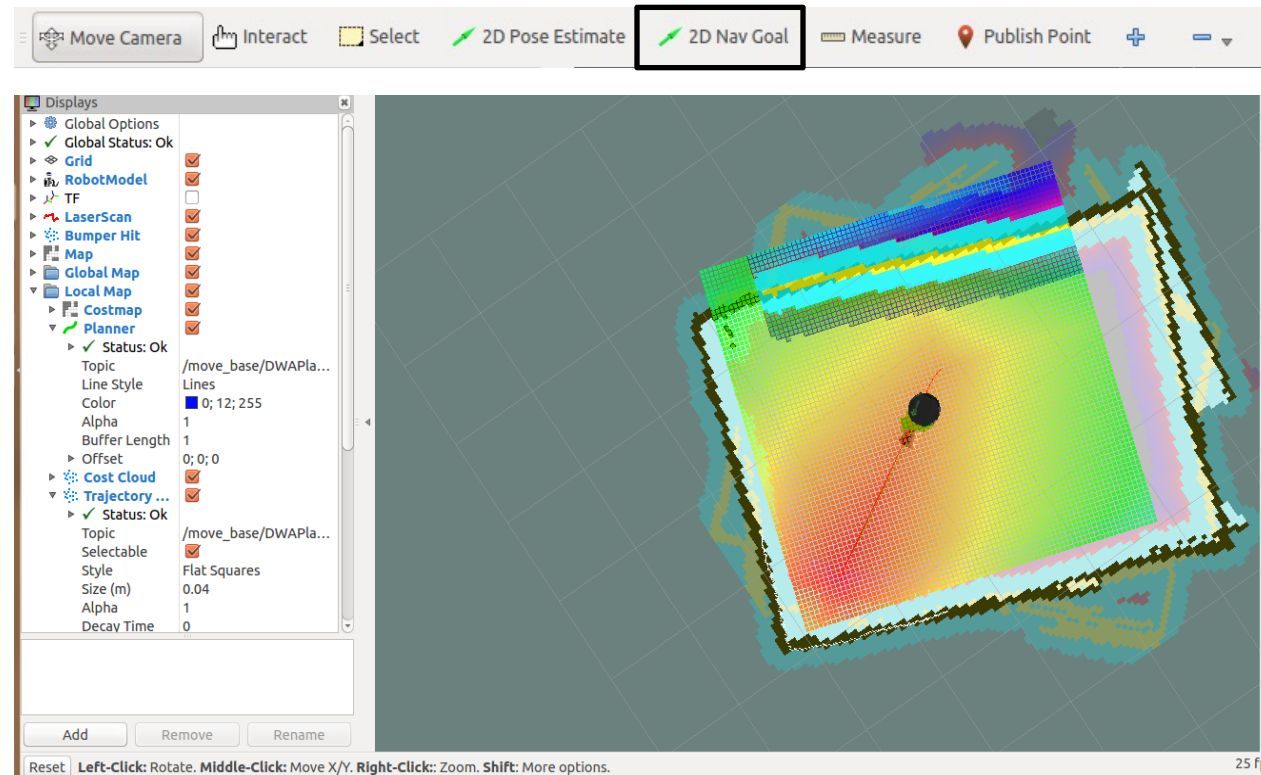 Move Camera Interact Select 2D Pose Estimate 2D Nav Goal Measure Publish Point
Displays
Global Options
Global Status: Ok
Grid
RobotModel
TF
LaserScan
Bumper Hit
Map
Global Map
Local Map
Costmap
Planner
Status: Ok
Topic /move_base/DWAPla...
Line Style Lines
Color 0; 12; 255
Alpha 1
Buffer Length 1
Offset 0; 0; 0
Cost Cloud
Trajectory ...
Status: Ok
Topic /move_base/DWAPla...
Selectable
Style Flat Squares
Size (m) 0.04
Alpha 1
Decay Time 0
Add Remove Rename
Reset Left-Click: Rotate. Middle-Click: Move X/Y. Right-Click:: Zoom. Shift: More options. 25